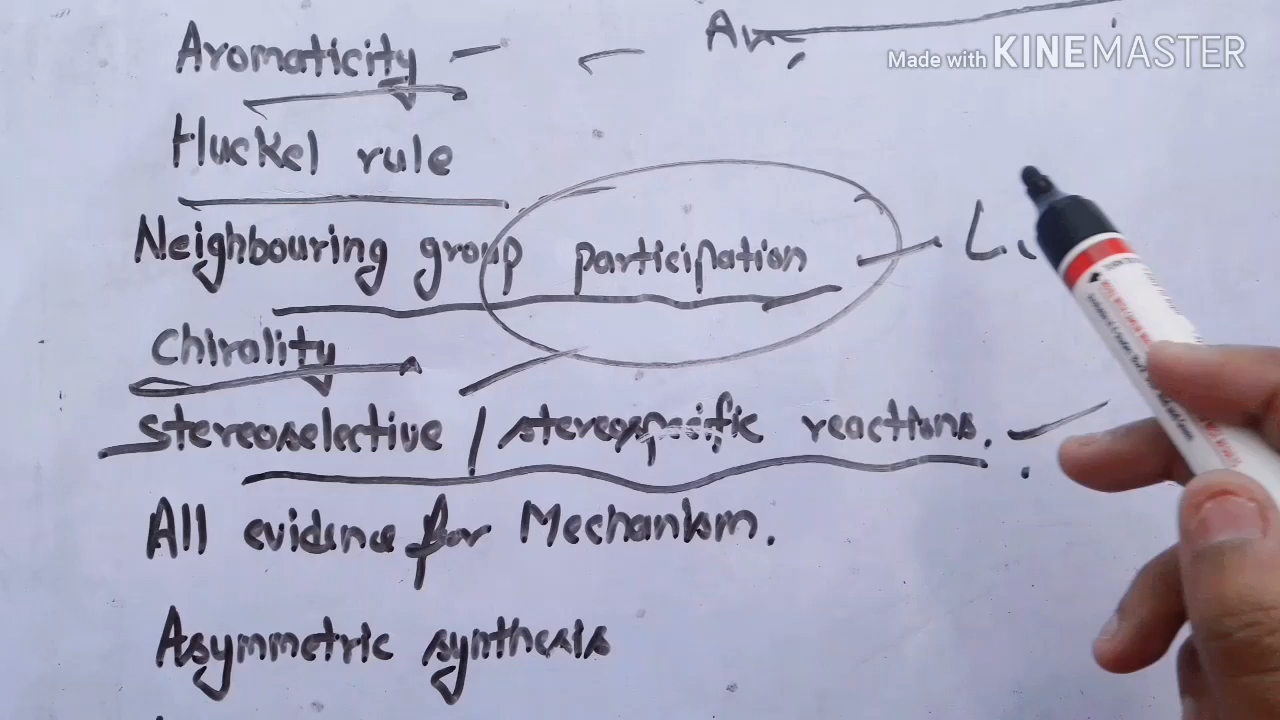 Aromaticity -
Made with KINEMASTER
Huckel rule
Neighbouring group participation
Chirality
Stereoselective / stereospecific reactions.
All evidence for Mechanism.
Asymmetric synthesis